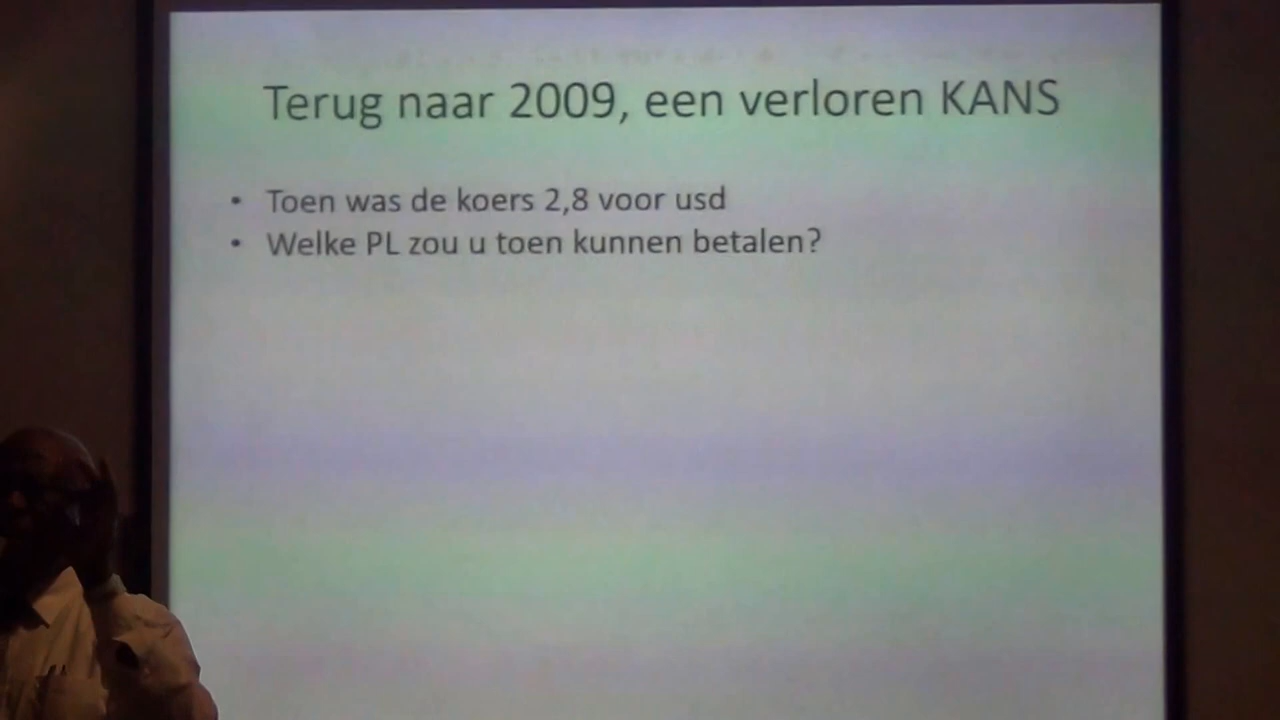 Terug naar 2009, een verloren KANS
• Toen was de koers 2,8 voor usd
• Welke PL zou u toen kunnen betalen?